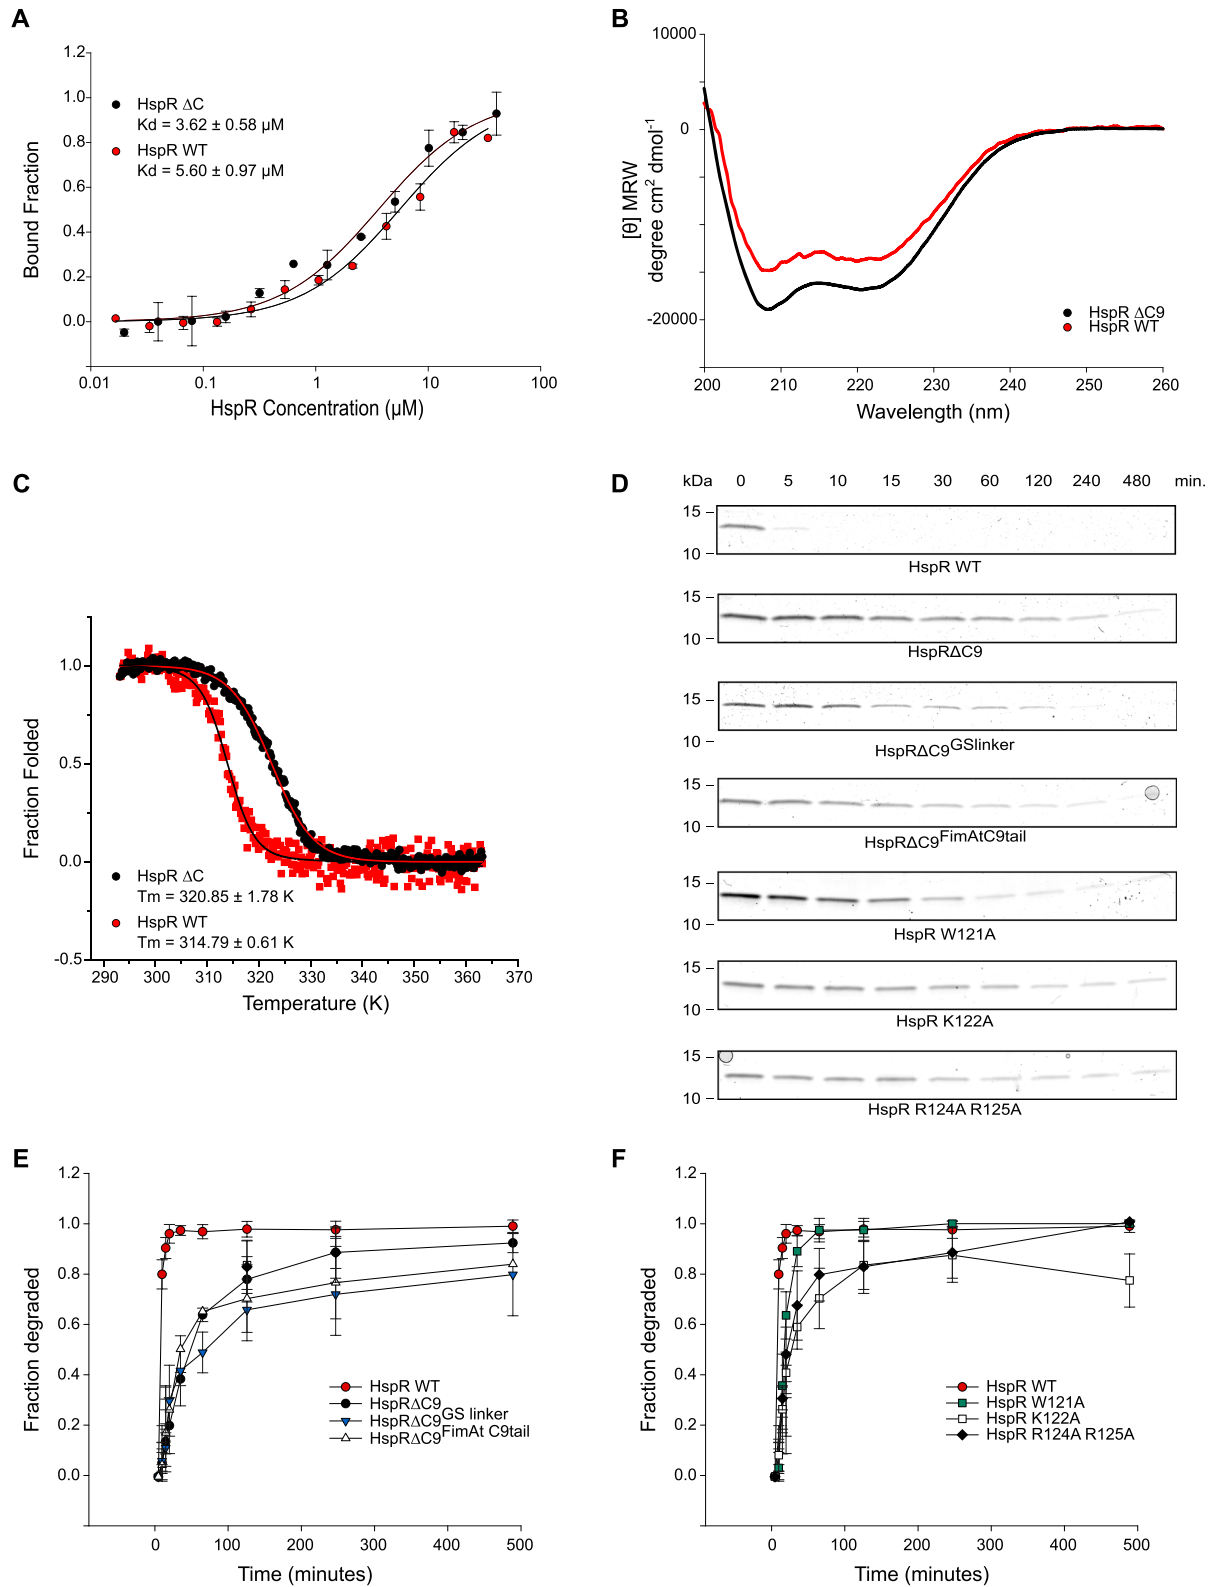 A
1.2
1.0
0.8
0.6
0.4
0.2
0.0
Bound Fraction
HspR ΔC
Kd = 3.62 ± 0.58 µM
HspR WT
Kd = 5.60 ± 0.97 µM
0.01 0.1 1 10 100
HspR Concentration (µM)
B
10000
0
-20000
[θ] MRW
degree cm² dmol⁻¹
HspR ΔC9
HspR WT
200 210 220 230 240 250 260
Wavelength (nm)
C
1.0
0.5
0.0
-0.5
Fraction Folded
HspR ΔC
Tm = 320.85 ± 1.78 K
HspR WT
Tm = 314.79 ± 0.61 K
290 300 310 320 330 340 350 360 370
Temperature (K)
D
kDa 0 5 10 15 30 60 120 240 480 min.
15
10
HspR WT
15
10
HspRΔC9
15
10
HspRΔC9GSlinker
15
10
HspRΔC9FimAtC9tail
15
10
HspR W121A
15
10
HspR K122A
15
10
HspR R124A R125A
E
1.2
1.0
0.8
0.6
0.4
0.2
0.0
Fraction degraded
HspR WT
HspRΔC9
HspRΔC9GS linker
HspRΔC9FimAt C9tail
0 100 200 300 400 500
Time (minutes)
F
1.2
1.0
0.8
0.6
0.4
0.2
0.0
Fraction degraded
HspR WT
HspR W121A
HspR K122A
HspR R124A R125A
0 100 200 300 400 500
Time (minutes)